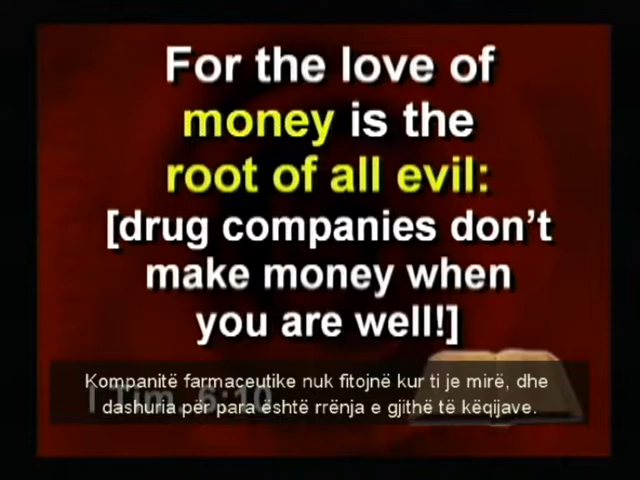 For the love of
money is the
root of all evil:
[drug companies don't
make money when
you are well!]
Kompanitë farmaceutike nuk fitojnë kur ti je mirë, dhe
dashuria për para është rrënja e gjithë të këqijave.
I Tim. 6:10